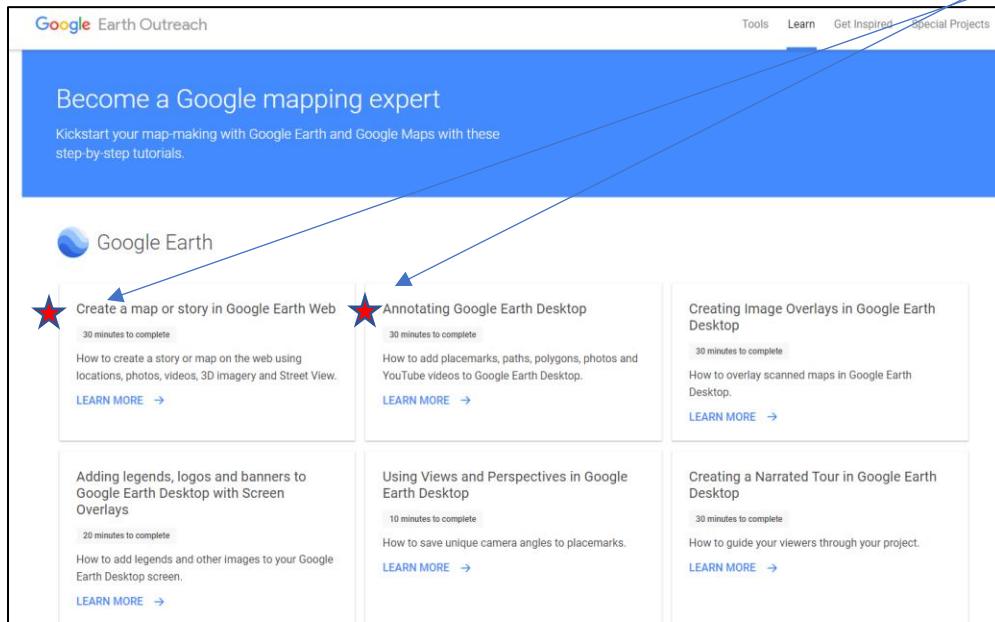 Google Earth Outreach
Tools Learn Get Inspired Special Projects
Become a Google mapping expert
Kickstart your map-making with Google Earth and Google Maps with these
step-by-step tutorials.
Google Earth
Create a map or story in Google Earth Web
30 minutes to complete
How to create a story or map on the web using
locations, photos, videos, 3D imagery and Street View.
LEARN MORE →
Annotating Google Earth Desktop
30 minutes to complete
How to add placemarks, paths, polygons, photos and
YouTube videos to Google Earth Desktop.
LEARN MORE →
Creating Image Overlays in Google Earth
Desktop
30 minutes to complete
How to overlay scanned maps in Google Earth
Desktop.
LEARN MORE →
Adding legends, logos and banners to
Google Earth Desktop with Screen
Overlays
20 minutes to complete
How to add legends and other images to your Google
Earth Desktop screen.
LEARN MORE →
Using Views and Perspectives in Google
Earth Desktop
10 minutes to complete
How to save unique camera angles to placemarks.
LEARN MORE →
Creating a Narrated Tour in Google Earth
Desktop
30 minutes to complete
How to guide your viewers through your project.
LEARN MORE →